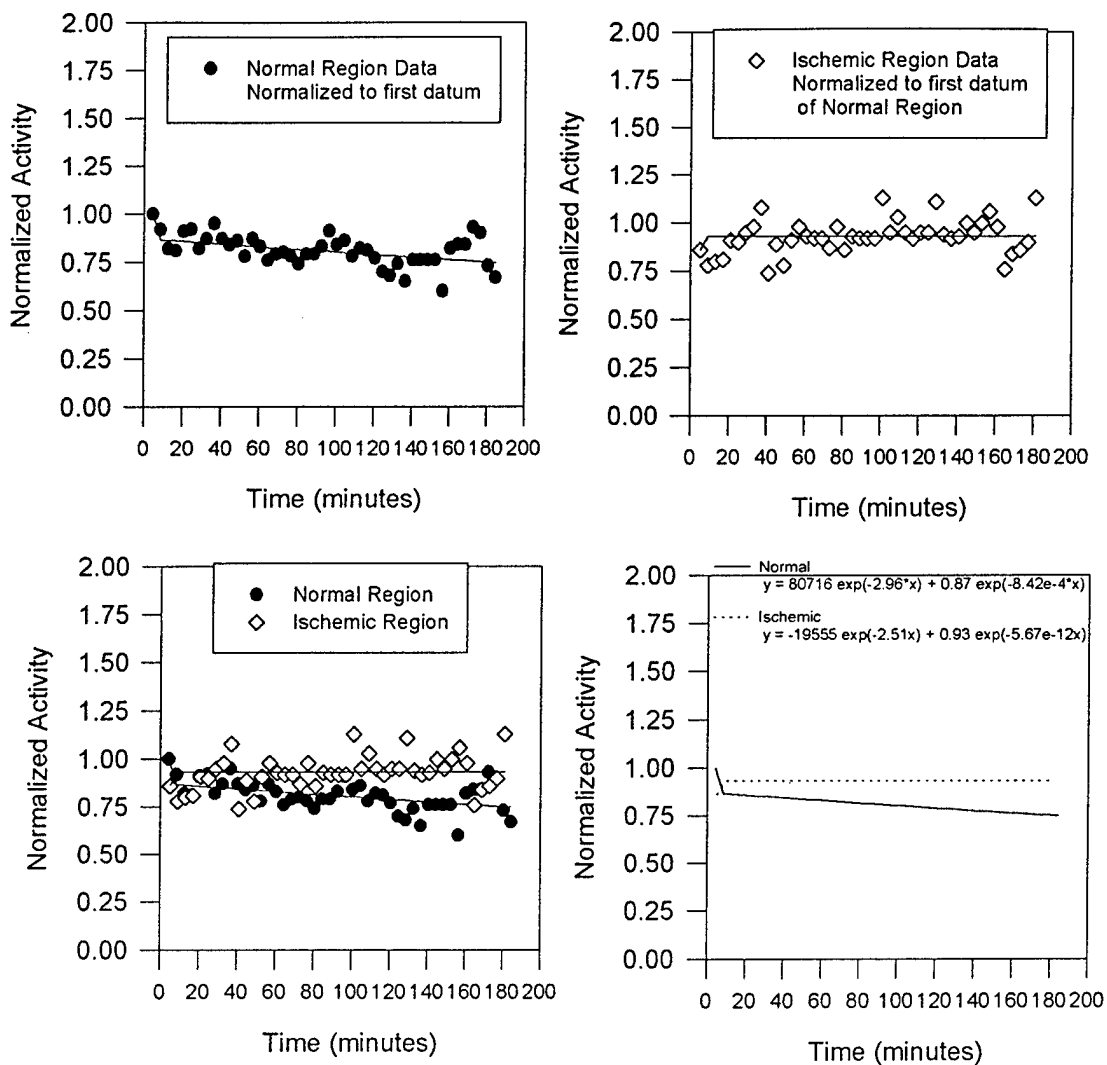 2.00
1.75
1.50
1.25
1.00
0.75
0.50
0.25
0.00
Normalized Activity
Normal Region Data
Normalized to first datum
0 20 40 60 80 100 120 140 160 180 200
Time (minutes)
2.00
1.75
1.50
1.25
1.00
0.75
0.50
0.25
0.00
Normalized Activity
Ischemic Region Data
Normalized to first datum
of Normal Region
0 20 40 60 80 100 120 140 160 180 200
Time (minutes)
2.00
1.75
1.50
1.25
1.00
0.75
0.50
0.25
0.00
Normalized Activity
Normal Region
Ischemic Region
0 20 40 60 80 100 120 140 160 180 200
Time (minutes)
2.00
1.75
1.50
1.25
1.00
0.75
0.50
0.25
0.00
Normalized Activity
Normal
y = 80716 exp(-2.96*x) + 0.87 exp(-8.42e-4*x)
Ischemic
y = -19555 exp(-2.51x) + 0.93 exp(-5.67e-12x)
0 20 40 60 80 100 120 140 160 180 200
Time (minutes)